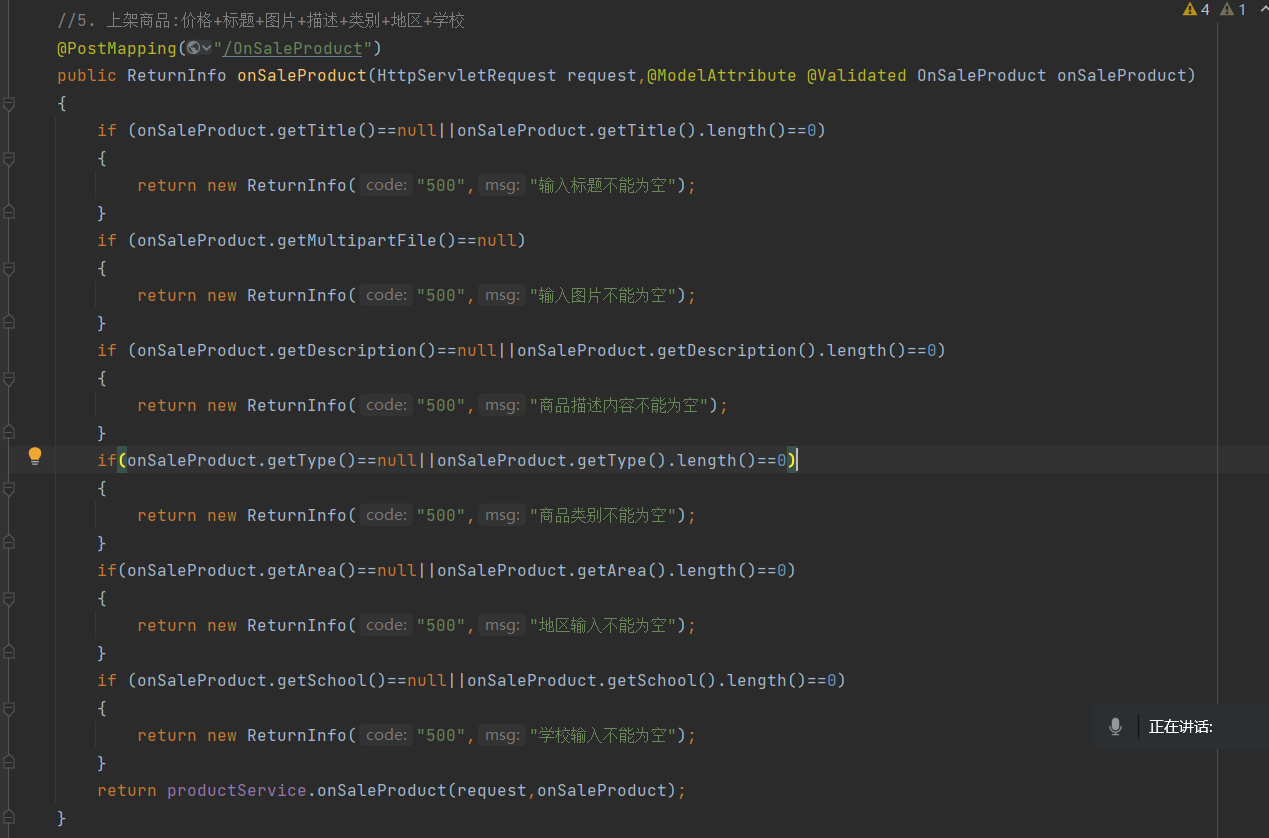 4 1
//5. 上架商品:价格+标题+图片+描述+类别+地区+学校
@PostMapping("/OnSaleProduct")
public ReturnInfo onSaleProduct(HttpServletRequest request,@ModelAttribute @Validated OnSaleProduct onSaleProduct)
{
if (onSaleProduct.getTitle()==null||onSaleProduct.getTitle().length()==0)
{
return new ReturnInfo( code: "500", msg: "输入标题不能为空");
}
if (onSaleProduct.getMultipartFile()==null)
{
return new ReturnInfo( code: "500", msg: "输入图片不能为空");
}
if (onSaleProduct.getDescription()==null||onSaleProduct.getDescription().length()==0)
{
return new ReturnInfo( code: "500", msg: "商品描述内容不能为空");
}
if(onSaleProduct.getType()==null||onSaleProduct.getType().length()==0)
{
return new ReturnInfo( code: "500", msg: "商品类别不能为空");
}
if(onSaleProduct.getArea()==null||onSaleProduct.getArea().length()==0)
{
return new ReturnInfo( code: "500", msg: "地区输入不能为空");
}
if (onSaleProduct.getSchool()==null||onSaleProduct.getSchool().length()==0)
{
return new ReturnInfo( code: "500", msg: "学校输入不能为空");
}
正在讲话:
return productService.onSaleProduct(request,onSaleProduct);
}